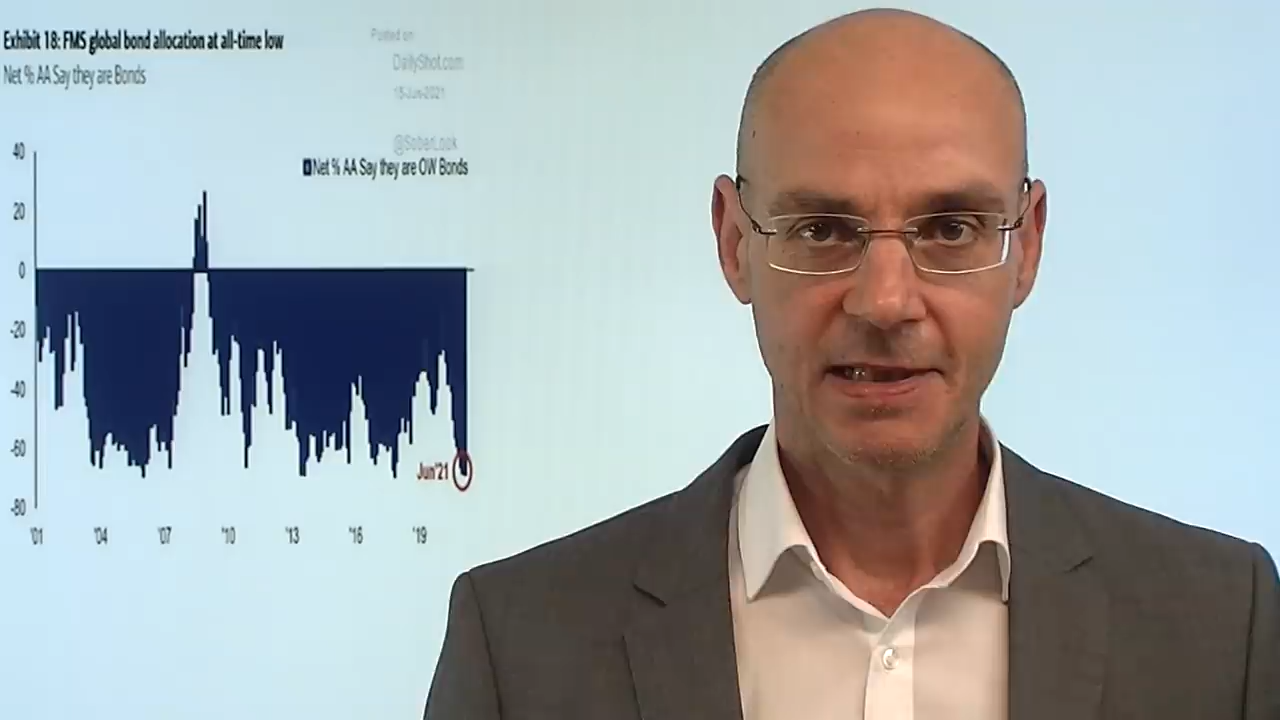 Exhibit 18: FMS global bond allocation at all-time low
Net % AA Say they are Bonds
Posted on
DailyShot.com
15-Jun-2021
@SoberLook
Net % AA Say they are OW Bonds
40
20
0
-20
-40
-60
-80
Jun'21
'01 '04 '07 '10 '13 '16 '19